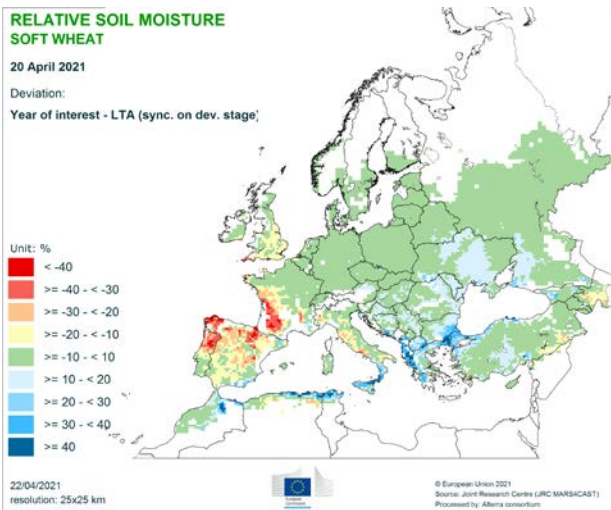 RELATIVE SOIL MOISTURE
SOFT WHEAT
20 April 2021
Deviation:
Year of interest - LTA (sync. on dev. stage)
Unit: %
< -40
>= -40 - < -30
>= -30 - < -20
>= -20 - < -10
>= -10 - < 10
>= 10 - < 20
>= 20 - < 30
>= 30 - < 40
>= 40
22/04/2021
resolution: 25x25 km
European
Commission
© European Union 2021
Source: Joint Research Centre (JRC MARS4CAST)
Processed by: Alterra consortium